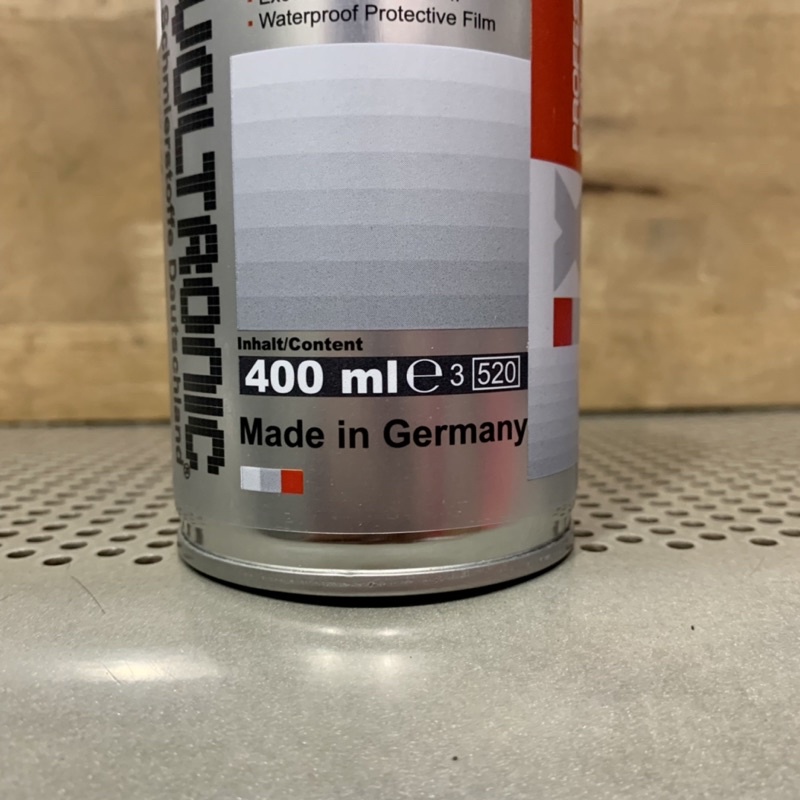 • Waterproof Protective Film
VOLTRONIC®
Schmierstoffe Deutschland
Inhalt/Content
400 ml ℮ 3 520
Made in Germany